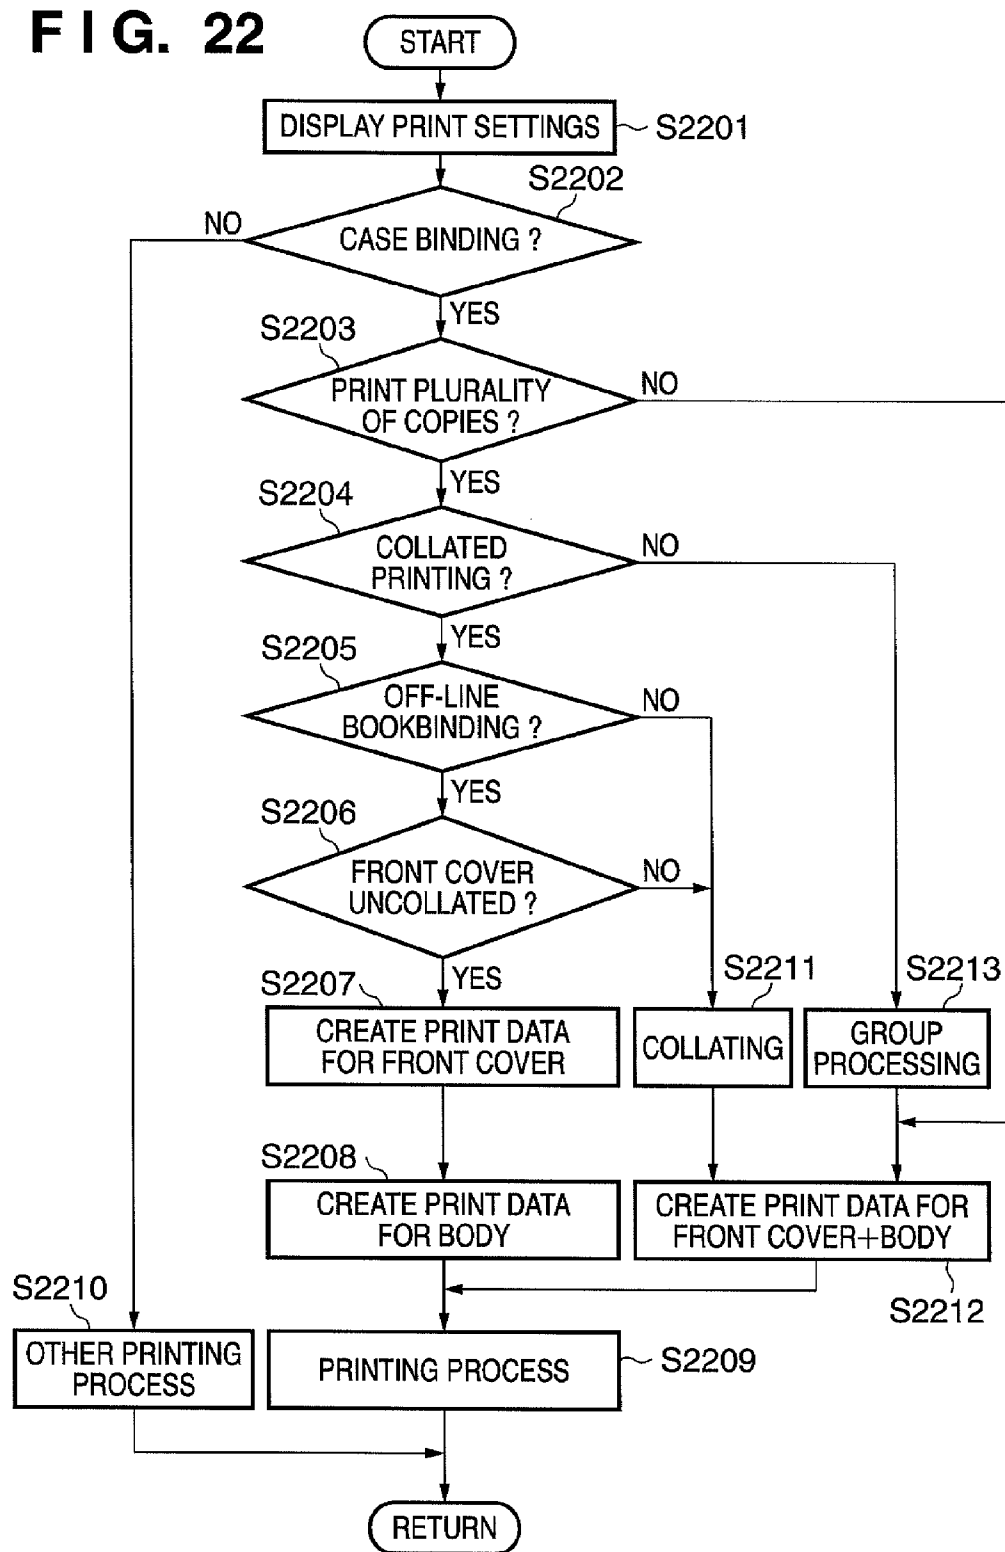 FIG. 22
START
DISPLAY PRINT SETTINGS
S2201
S2202
NO
CASE BINDING ?
YES
S2203
PRINT PLURALITY
OF COPIES ?
NO
YES
S2204
COLLATED
PRINTING ?
NO
YES
S2205
OFF-LINE
BOOKBINDING ?
NO
YES
S2206
FRONT COVER
UNCOLLATED ?
NO
YES
S2207
CREATE PRINT DATA
FOR FRONT COVER
S2211
COLLATING
S2213
GROUP
PROCESSING
S2208
CREATE PRINT DATA
FOR BODY
CREATE PRINT DATA FOR
FRONT COVER+BODY
S2212
S2210
OTHER PRINTING
PROCESS
PRINTING PROCESS
S2209
RETURN